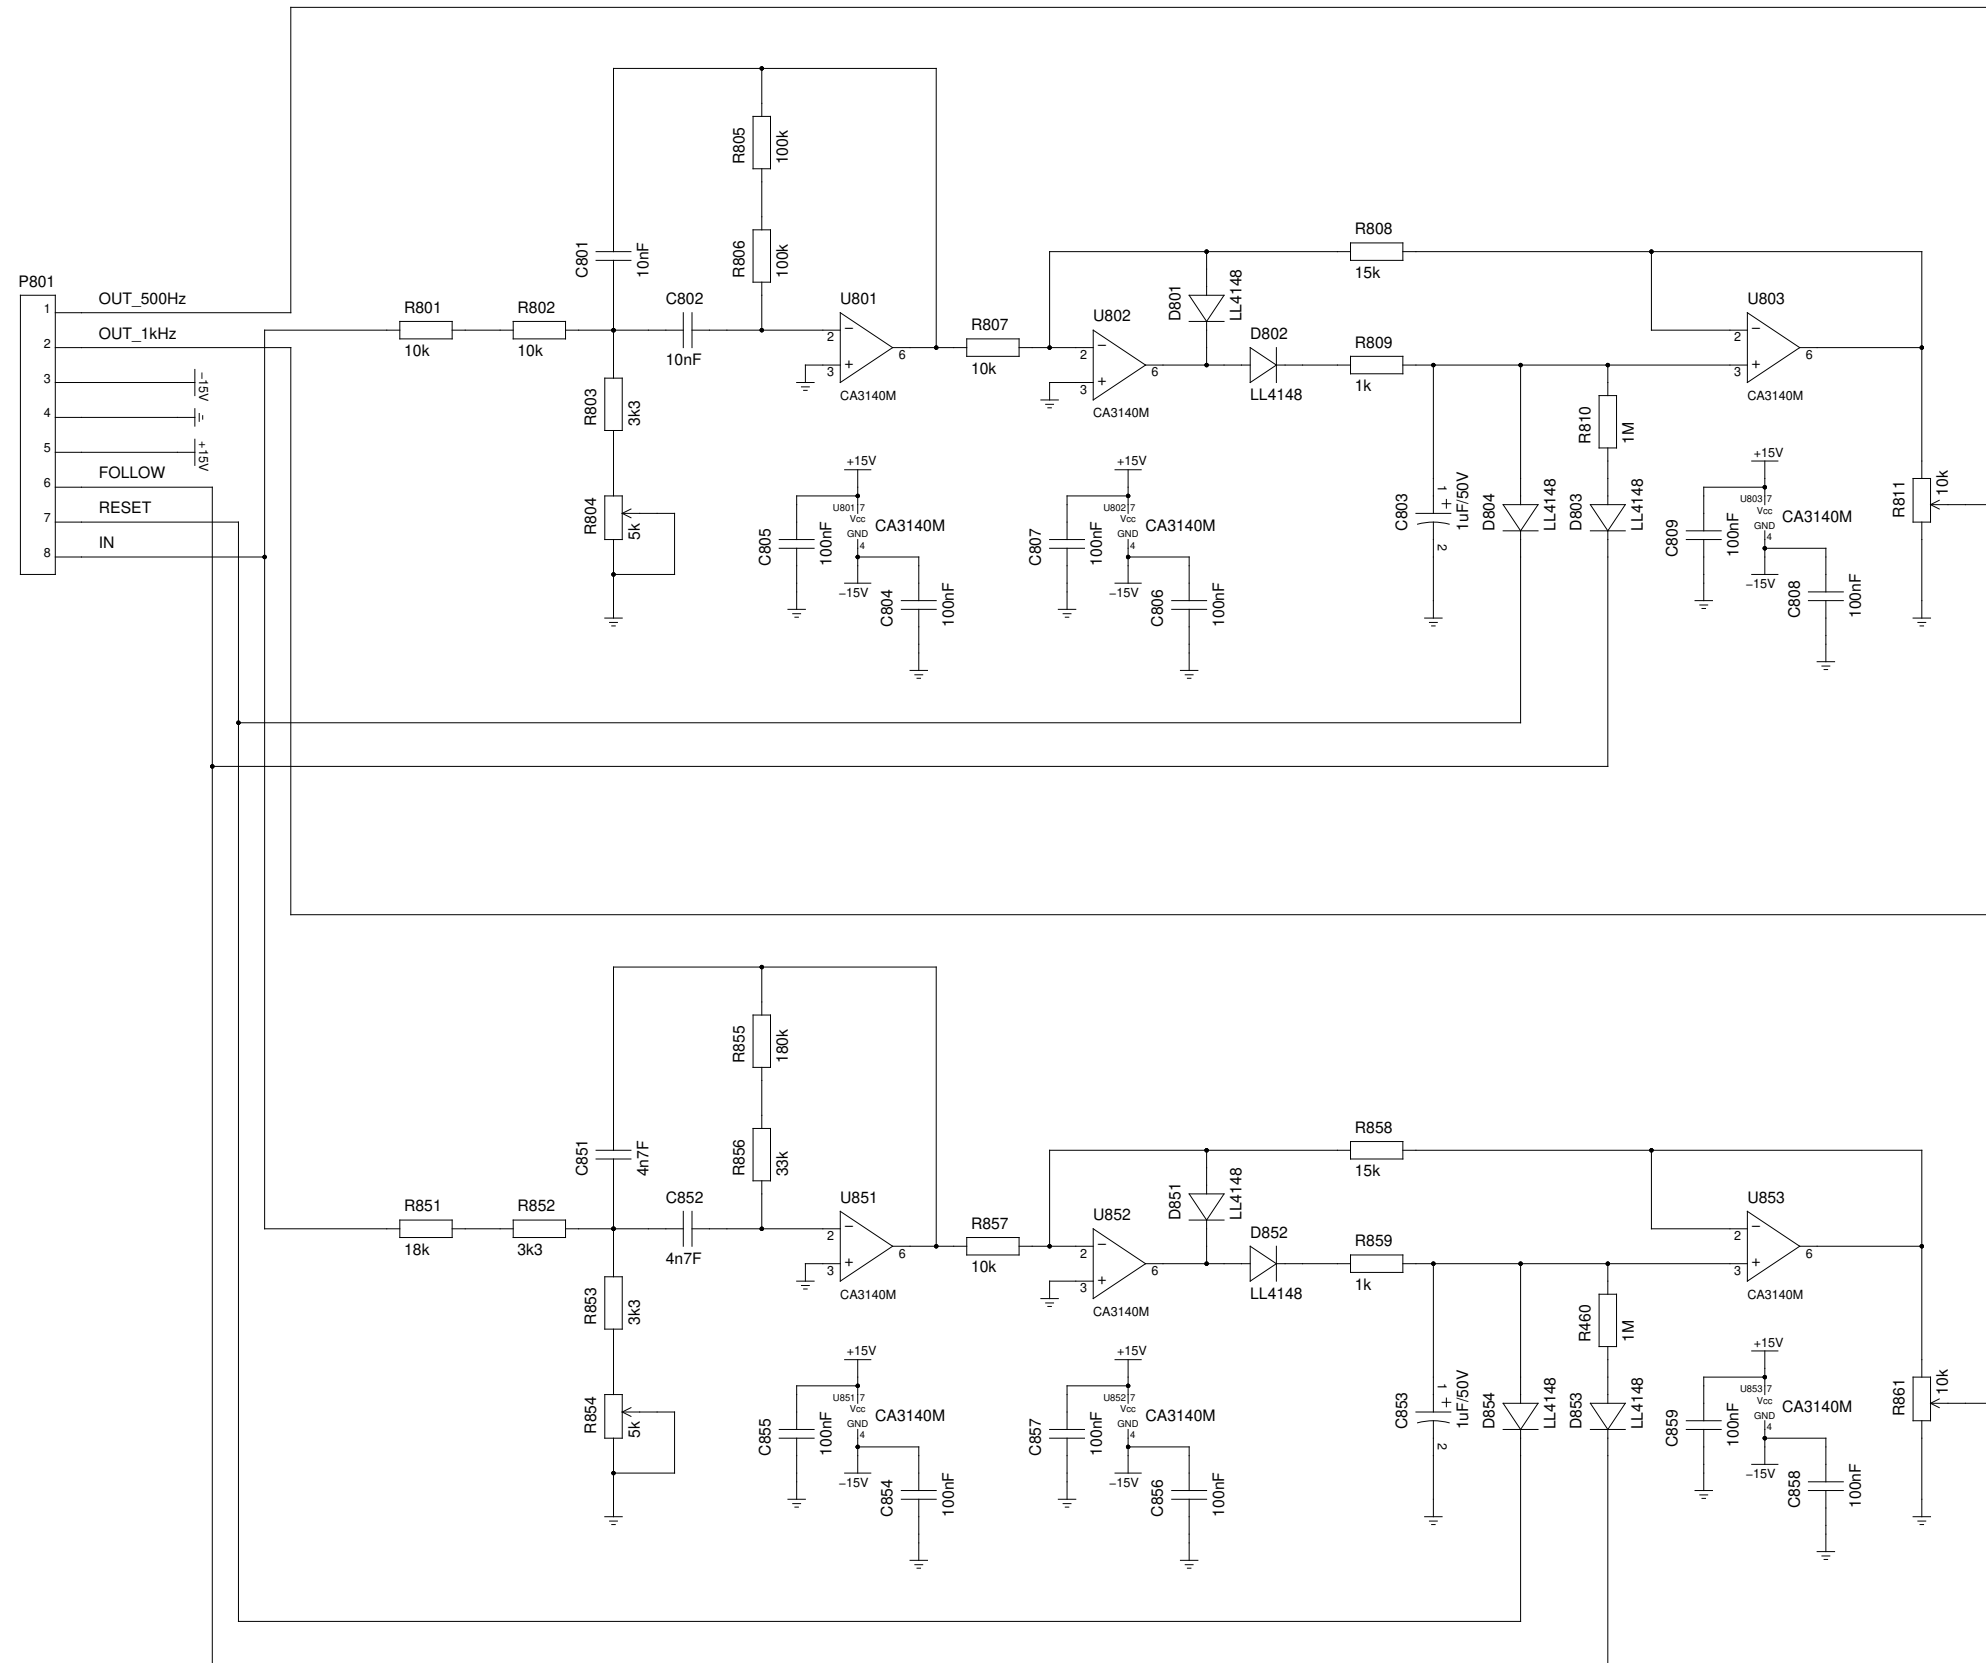 P801
1
OUT_500Hz
2
OUT_1kHz
3
−15V
4
5
+15V
6
FOLLOW
7
RESET
8
IN
R801
10k
R802
10k
C801
10nF
R803
3k3
R804
5k
C802
10nF
R805
100k
R806
100k
U801
2
−
3
+
6
CA3140M
R807
10k
U802
2
−
3
+
6
CA3140M
D801
LL4148
D802
LL4148
R808
15k
R809
1k
C803
1
+
1uF/50V
2
D804
LL4148
R810
1M
D803
LL4148
U803
2
−
3
+
6
CA3140M
R811
10k
+15V
U801
7
Vcc
GND
4
CA3140M
−15V
C805
100nF
C804
100nF
+15V
U802
7
Vcc
GND
4
CA3140M
−15V
C807
100nF
C806
100nF
+15V
U803
7
Vcc
GND
4
CA3140M
−15V
C809
100nF
C808
100nF
R851
18k
R852
3k3
C851
4n7F
R853
3k3
R854
5k
C852
4n7F
R855
180k
R856
33k
U851
2
−
3
+
6
CA3140M
R857
10k
U852
2
−
3
+
6
CA3140M
D851
LL4148
D852
LL4148
R858
15k
R859
1k
C853
1
+
1uF/50V
2
D854
LL4148
R460
1M
D853
LL4148
U853
2
−
3
+
6
CA3140M
R861
10k
+15V
U851
7
Vcc
GND
4
CA3140M
−15V
C855
100nF
C854
100nF
+15V
U852
7
Vcc
GND
4
CA3140M
−15V
C857
100nF
C856
100nF
+15V
U853
7
Vcc
GND
4
CA3140M
−15V
C859
100nF
C858
100nF